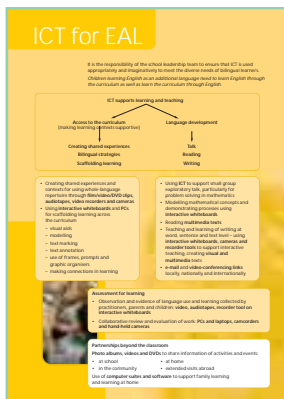 ICT for EAL
It is the responsibility of the school leadership team to ensure that ICT is used
appropriately and imaginatively to meet the diverse needs of bilingual learners.
Children learning English as an additional language need to learn English through
the curriculum as well as learn the curriculum through English.
ICT supports learning and teaching
Access to the curriculum
(making learning contexts supportive)
Language development
Creating shared experiences
Bilingual strategies
Scaffolding learning
Talk
Reading
Writing
• Creating shared experiences and
contexts for using whole-language
repertoire through film/video/DVD clips,
audiotapes, video recorders and cameras
• Using interactive whiteboards and PCs
for scaffolding learning across
the curriculum
– visual aids
– modelling
– text marking
– text annotation
– use of frames, prompts and
graphic organisers
– making connections in learning
• Using ICT to support small group
exploratory talk, particularly for
problem solving in mathematics
• Modelling mathematical concepts and
demonstrating processes using
interactive whiteboards
• Reading multimedia texts
• Teaching and learning of writing at
word, sentence and text level – using
interactive whiteboards, cameras and
recorder tools to support interactive
teaching, creating visual and
multimedia texts
• e-mail and video-conferencing links
locally, nationally and internationally
Assessment for learning
• Observation and evidence of language use and learning collected by
practitioners, parents and children: video, audiotapes, recorder tool on
interactive whiteboards
• Collaborative review and evaluation of work: PCs and laptops, camcorders
and hand-held cameras
Partnerships beyond the classroom
Photo albums, videos and DVDs to share information of activities and events:
• at school • at home
• in the community • extended visits abroad
Use of computer suites and software to support family learning
and learning at home